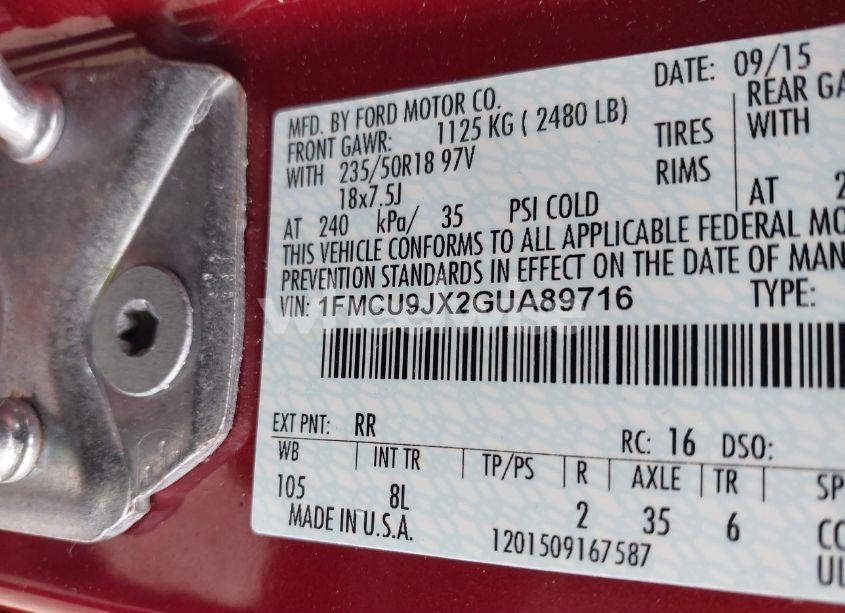 MFD. BY FORD MOTOR CO.
DATE: 09/15
FRONT GAWR: 1125 KG ( 2480 LB)
REAR GA
WITH 235/50R18 97V TIRES WITH
18x7.5J RIMS
AT 240 kPa/ 35 PSI COLD AT 2
THIS VEHICLE CONFORMS TO ALL APPLICABLE FEDERAL MO
PREVENTION STANDARDS IN EFFECT ON THE DATE OF MANU
VIN: 1FMCU9JX2GUA89716 TYPE:
EXT PNT: RR RC: 16 DSO:
WB INT TR TP/PS R AXLE TR SP
105 8L 2 35 6 CO
MADE IN U.S.A. 1201509167587 UL